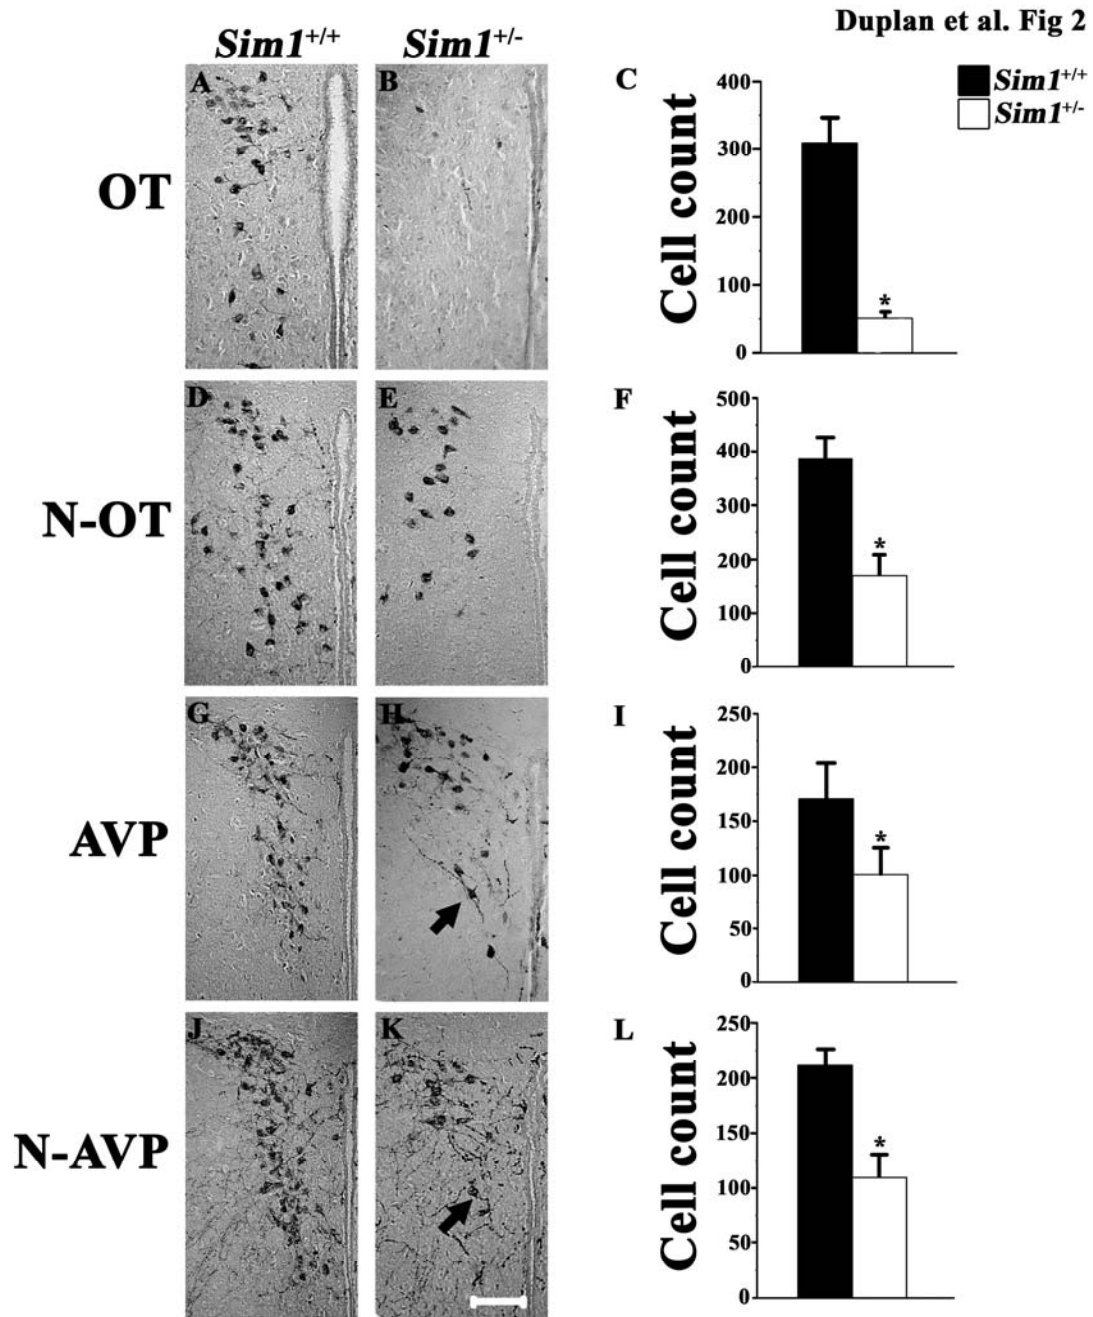 Duplan et al. Fig 2
Sim1+/+
Sim1+/-
Sim1+/+
Sim1+/-
OT
A
B
C
Cell count
400
300
200
100
0
*
N-OT
D
E
F
Cell count
500
400
300
200
100
0
*
AVP
G
H
I
Cell count
250
200
150
100
50
0
*
N-AVP
J
K
L
Cell count
250
200
150
100
50
0
*